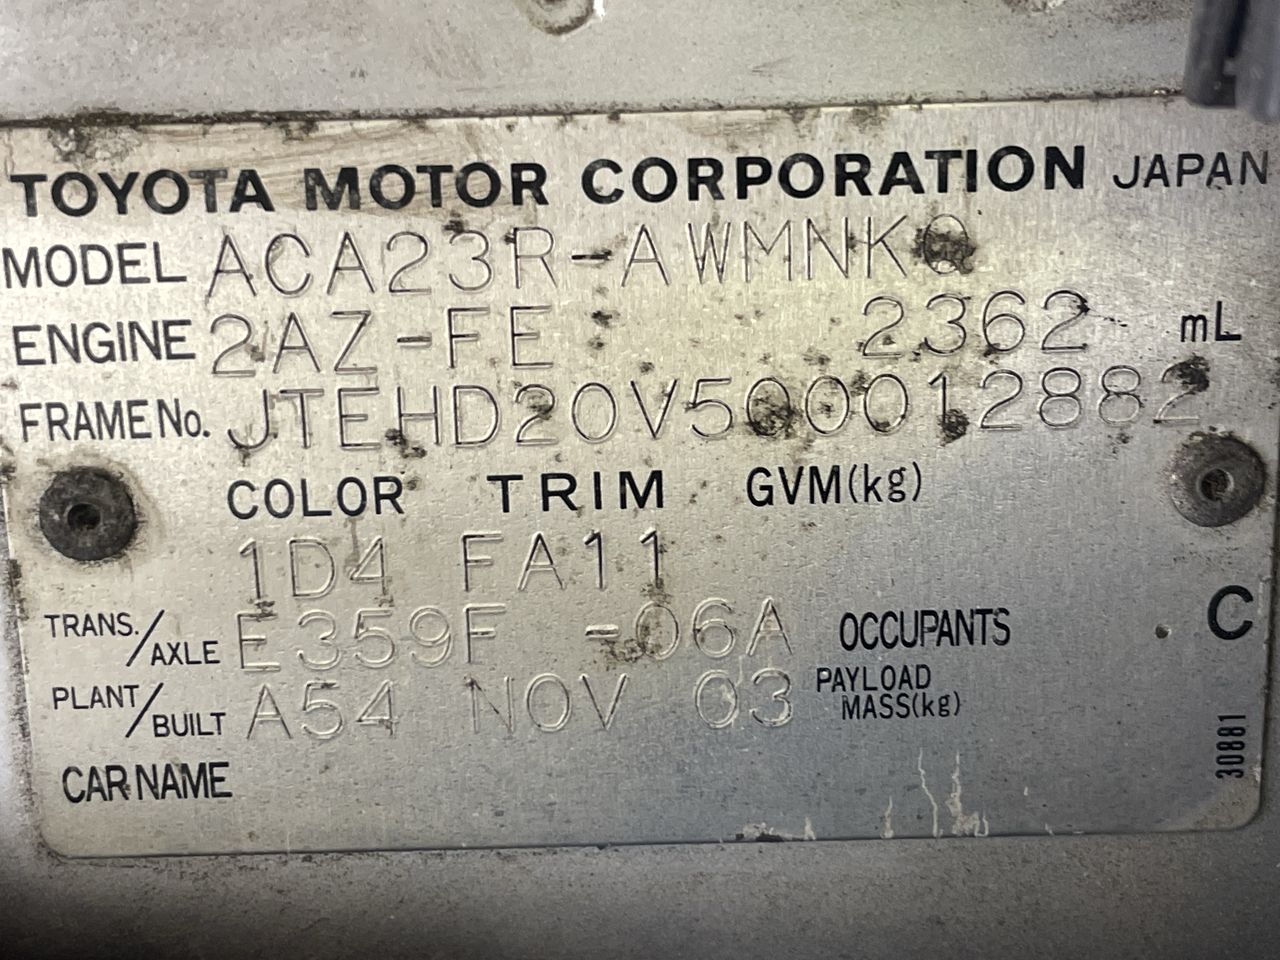 TOYOTA MOTOR CORPORATION JAPAN
MODEL ACA23R-AWMNKQ
ENGINE 2AZ-FE 2362 mL
FRAME No. JTEHD20V500012882
COLOR TRIM GVM(kg)
1D4 FA11
TRANS./AXLE E359F -06A OCCUPANTS C
PLANT/BUILT A54 NOV 03 PAYLOAD MASS(kg)
CAR NAME
30881